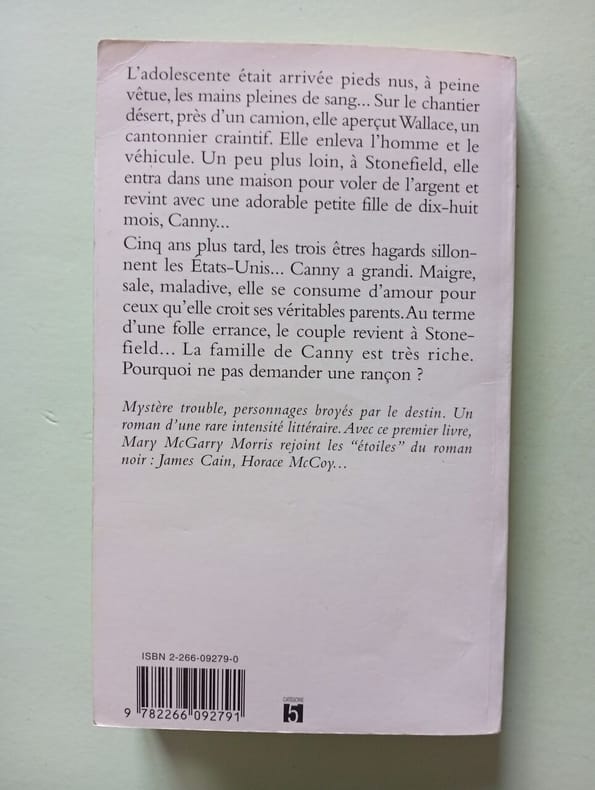 L'adolescente était arrivée pieds nus, à peine
vêtue, les mains pleines de sang... Sur le chantier
désert, près d'un camion, elle aperçut Wallace, un
cantonnier craintif. Elle enleva l'homme et le
véhicule. Un peu plus loin, à Stonefield, elle
entra dans une maison pour voler de l'argent et
revint avec une adorable petite fille de dix-huit
mois, Canny...
Cinq ans plus tard, les trois êtres hagards sillon-
nent les États-Unis... Canny a grandi. Maigre,
sale, maladive, elle se consume d'amour pour
ceux qu'elle croit ses véritables parents. Au terme
d'une folle errance, le couple revient à Stone-
field... La famille de Canny est très riche.
Pourquoi ne pas demander une rançon ?
Mystère trouble, personnages broyés par le destin. Un
roman d'une rare intensité littéraire. Avec ce premier livre,
Mary McGarry Morris rejoint les "étoiles" du roman
noir : James Cain, Horace McCoy...
ISBN 2-266-09279-0
9 782266 092791
CATÉGORIE
5